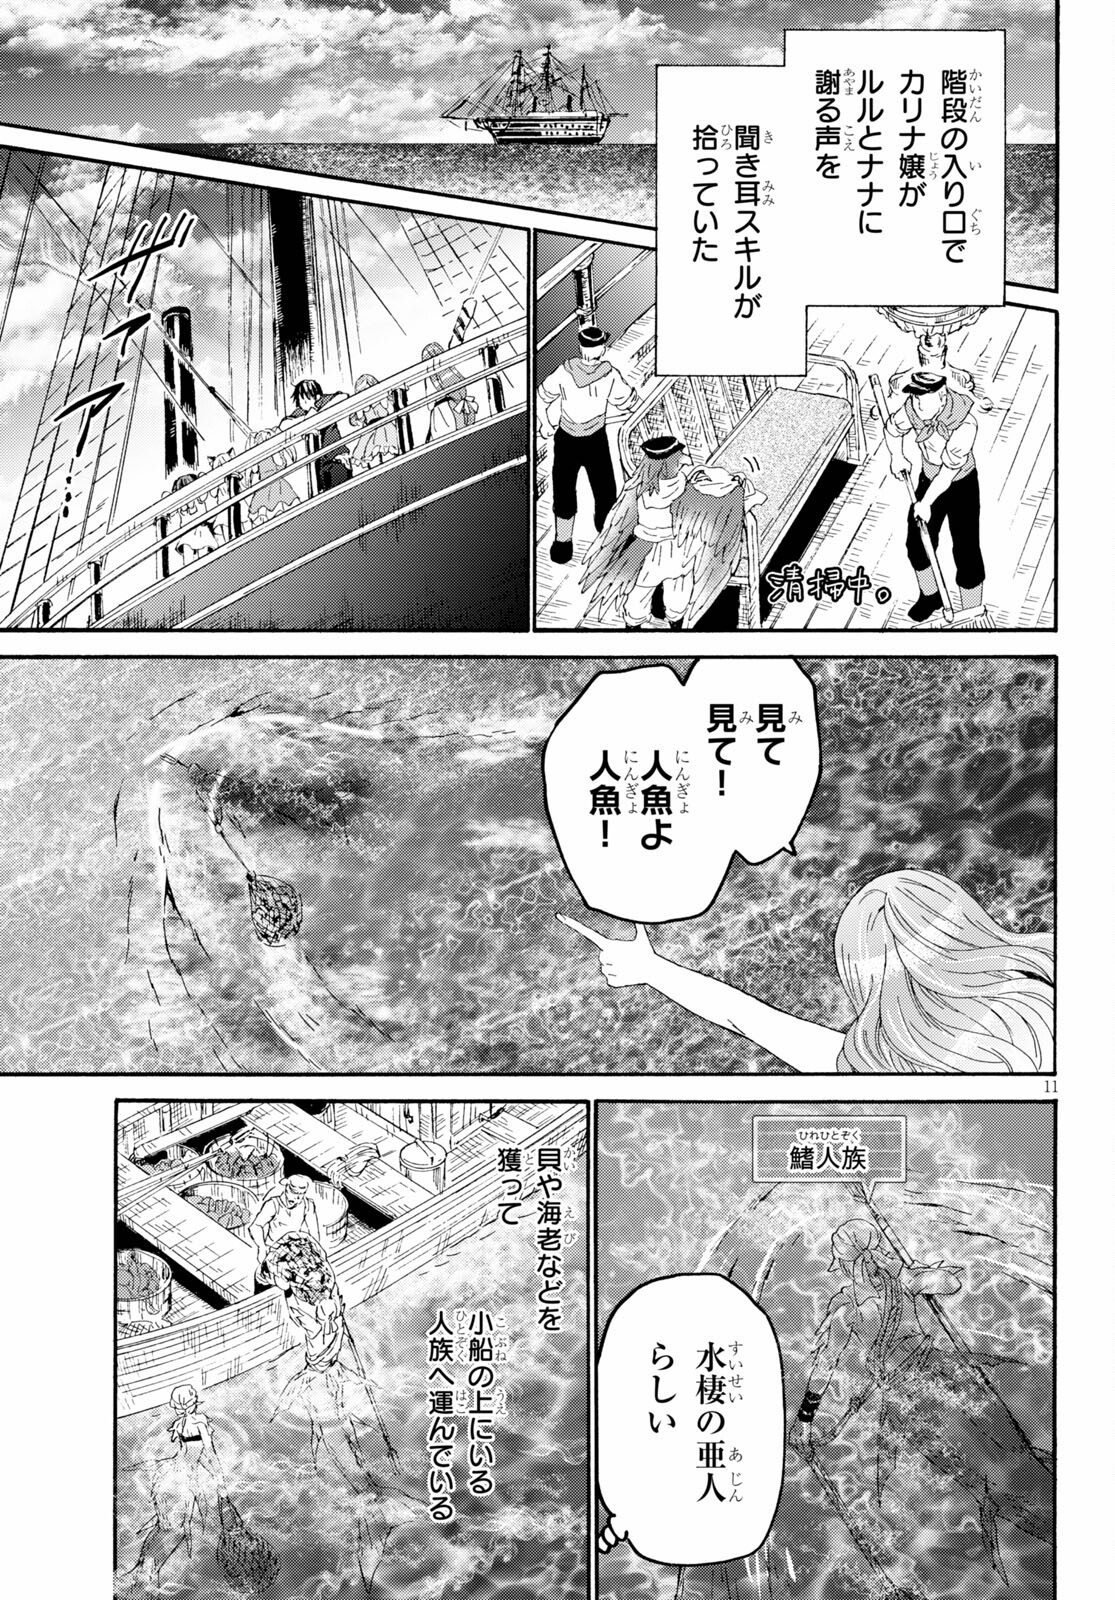 階段の入り口で
カリナ嬢が
ルルとナナに
謝る声を
聞き耳スキルが
拾っていた
清掃中。
見て
見て！
人魚よ
人魚！
11
鰭人族
水棲の亜人
らしい
貝や海老などを
獲って
小船の上にいる
人族へ運んでいる